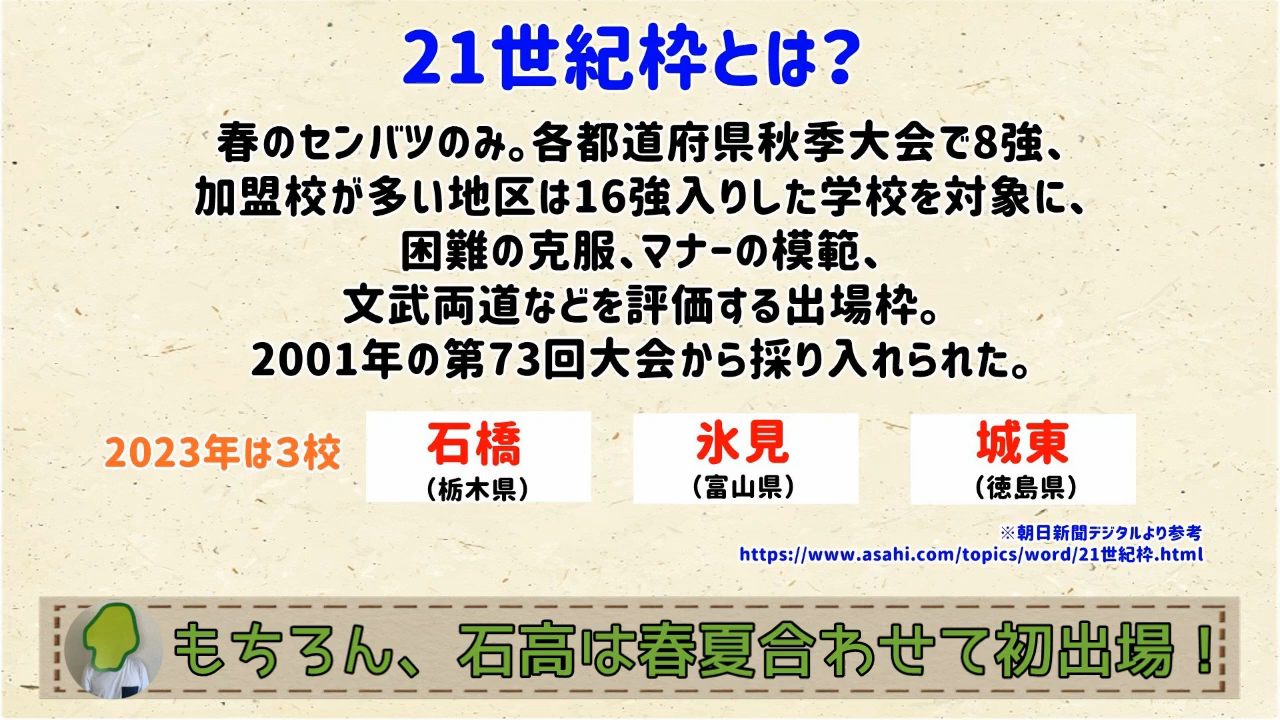 21世紀枠とは?
春のセンバツのみ。各都道府県秋季大会で8強、
加盟校が多い地区は16強入りした学校を対象に、
困難の克服、マナーの模範、
文武両道などを評価する出場枠。
2001年の第73回大会から採り入れられた。
2023年は3校
石橋
(栃木県)
氷見
(富山県)
城東
(徳島県)
※朝日新聞デジタルより参考
https://www.asahi.com/topics/word/21世紀枠.html
もちろん、石高は春夏合わせて初出場!